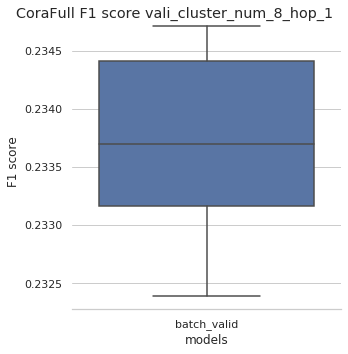 CoraFull F1 score vali_cluster_num_8_hop_1
0.2345
0.2340
0.2335
0.2330
0.2325
F1 score
batch_valid
models